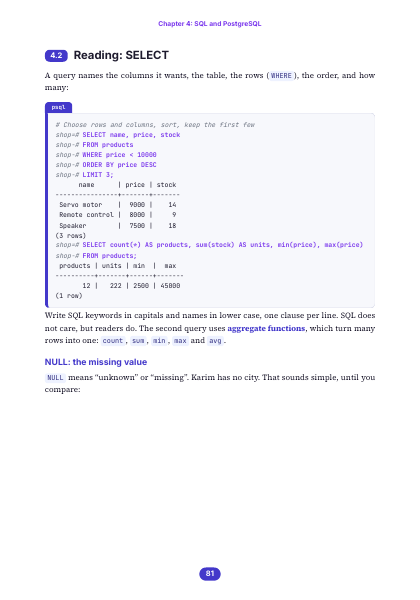 Chapter 4: SQL and PostgreSQL
4.2 Reading: SELECT
A query names the columns it wants, the table, the rows ( WHERE ), the order, and how
many:
psql
# Choose rows and columns, sort, keep the first few
shop=# SELECT name, price, stock
shop-# FROM products
shop-# WHERE price < 10000
shop-# ORDER BY price DESC
shop-# LIMIT 3;
      name      | price | stock
----------------+-------+-------
 Servo motor    |  9000 |    14
 Remote control |  8000 |     9
 Speaker        |  7500 |    18
(3 rows)
shop=# SELECT count(*) AS products, sum(stock) AS units, min(price), max(price)
shop-# FROM products;
 products | units | min  |  max
----------+-------+------+-------
       12 |   222 | 2500 | 45000
(1 row)
Write SQL keywords in capitals and names in lower case, one clause per line. SQL does
not care, but readers do. The second query uses aggregate functions, which turn many
rows into one: count , sum , min , max and avg .
NULL: the missing value
NULL means “unknown” or “missing”. Karim has no city. That sounds simple, until you
compare:
81